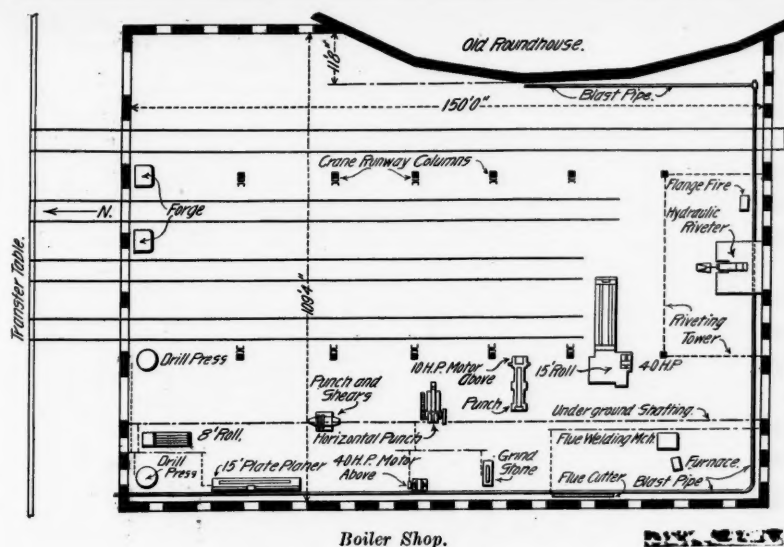 Old Roundhouse.
11'8"
Blast Pipe.
150'0"
Crane Runway Columns
Flange Fire
Hydraulic
Riveter
N.
Forge
Transfer Table.
109'4"
Riveting
Tower
Drill Press
10 H.P. Motor
Above
15' Roll
40 H.P.
Punch and
Shears
Punch
Underground Shafting
8' Roll.
Horizontal Punch
Flue Welding Mch.
Drill
Press
15' Plate Planer
40 H.P. Motor
Above
Grind
Stone
Furnace.
Flue Cutter.
Blast Pipe
Boiler Shop.